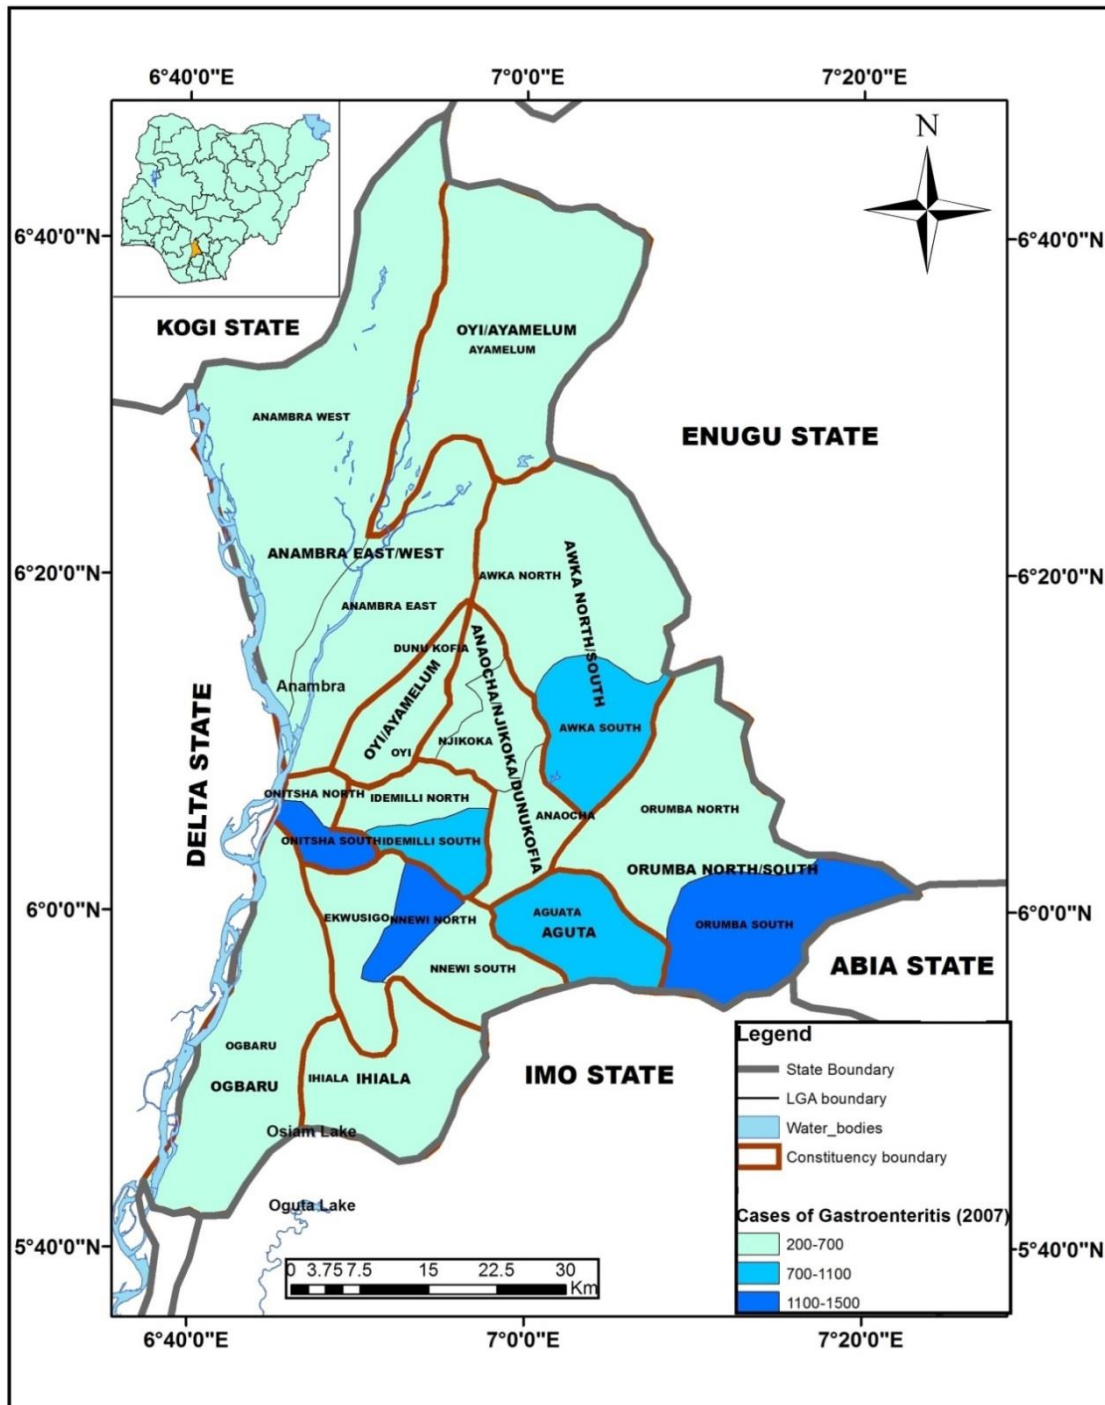 6°40'0"E
7°0'0"E
7°20'0"E
N
6°40'0"N
6°40'0"N
KOGI STATE
OYI/AYAMELUM
AYAMELUM
ANAMBRA WEST
ENUGU STATE
ANAMBRA EAST/WEST
6°20'0"N
6°20'0"N
AWKA NORTH
AWKA NORTH/SOUTH
ANAMBRA EAST
DUNU KOFIA
Anambra
OYI/AYAMELUM
ANAOCHA/NJIKOKA/DUNUKOFIA
DELTA STATE
AWKA SOUTH
NJIKOKA
OYI
ONITSHA NORTH
IDEMILLI NORTH
ORUMBA NORTH
ANAOCHA
ONITSHA SOUTH
IDEMILLI SOUTH
ORUMBA NORTH/SOUTH
6°0'0"N
6°0'0"N
EKWUSIGO
NNEWI NORTH
AGUATA
AGUTA
ORUMBA SOUTH
NNEWI SOUTH
ABIA STATE
OGBARU
OGBARU
IHIALA
IHIALA
IMO STATE
Osiam Lake
Oguta Lake
5°40'0"N
5°40'0"N
0 3.75 7.5 15 22.5 30
Km
Legend
State Boundary
LGA boundary
Water_bodies
Constituency boundary
Cases of Gastroenteritis (2007)
200-700
700-1100
1100-1500
6°40'0"E
7°0'0"E
7°20'0"E